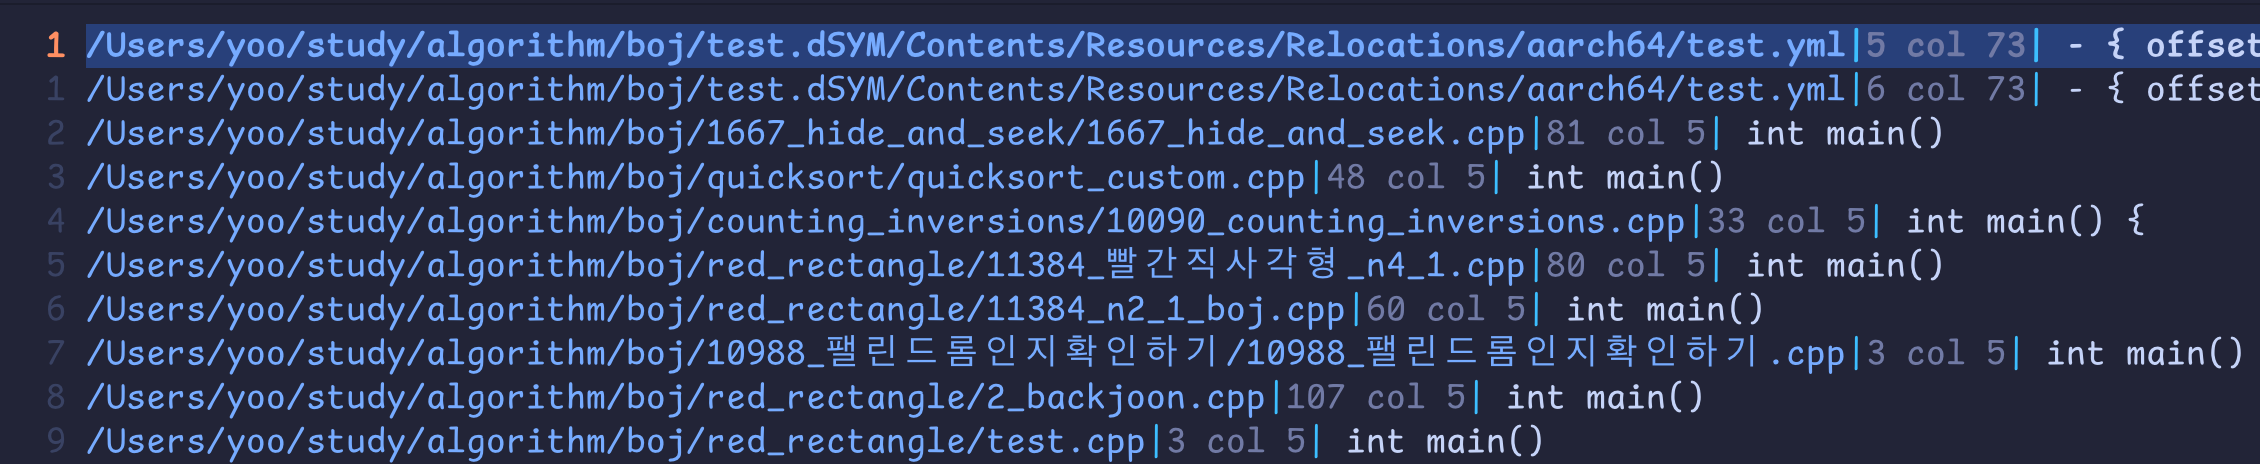 1 /Users/yoo/study/algorithm/boj/test.dSYM/Contents/Resources/Relocations/aarch64/test.yml|5 col 73| - { offset
1 /Users/yoo/study/algorithm/boj/test.dSYM/Contents/Resources/Relocations/aarch64/test.yml|6 col 73| - { offset
2 /Users/yoo/study/algorithm/boj/1667_hide_and_seek/1667_hide_and_seek.cpp|81 col 5| int main()
3 /Users/yoo/study/algorithm/boj/quicksort/quicksort_custom.cpp|48 col 5| int main()
4 /Users/yoo/study/algorithm/boj/counting_inversions/10090_counting_inversions.cpp|33 col 5| int main() {
5 /Users/yoo/study/algorithm/boj/red_rectangle/11384_빨간직사각형_n4_1.cpp|80 col 5| int main()
6 /Users/yoo/study/algorithm/boj/red_rectangle/11384_n2_1_boj.cpp|60 col 5| int main()
7 /Users/yoo/study/algorithm/boj/10988_팰린드롬인지확인하기/10988_팰린드롬인지확인하기.cpp|3 col 5| int main()
8 /Users/yoo/study/algorithm/boj/red_rectangle/2_backjoon.cpp|107 col 5| int main()
9 /Users/yoo/study/algorithm/boj/red_rectangle/test.cpp|3 col 5| int main()